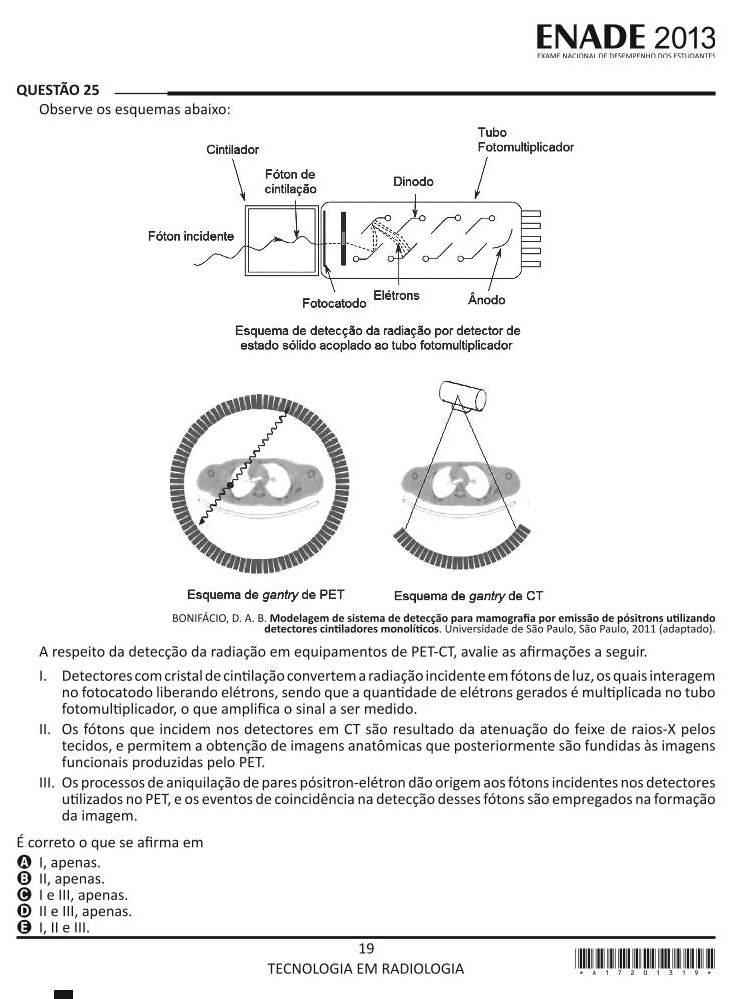 ENADE 2013
EXAME NACIONAL DE DESEMPENHO DOS ESTUDANTES
QUESTÃO 25
Observe os esquemas abaixo:
Tubo
Fotomultiplicador
Cintilador
Fóton de
cintilação
Dinodo
Fóton incidente
Fotocatodo
Elétrons
Ânodo
Esquema de detecção da radiação por detector de
estado sólido acoplado ao tubo fotomultiplicador
Esquema de gantry de PET
Esquema de gantry de CT
BONIFÁCIO, D. A. B. Modelagem de sistema de detecção para mamografia por emissão de pósitrons utilizando
detectores cintiladores monolíticos. Universidade de São Paulo, São Paulo, 2011 (adaptado).
A respeito da detecção da radiação em equipamentos de PET-CT, avalie as afirmações a seguir.
I. Detectores com cristal de cintilação convertem a radiação incidente em fótons de luz, os quais interagem
no fotocatodo liberando elétrons, sendo que a quantidade de elétrons gerados é multiplicada no tubo
fotomultiplicador, o que amplifica o sinal a ser medido.
II. Os fótons que incidem nos detectores em CT são resultado da atenuação do feixe de raios-X pelos
tecidos, e permitem a obtenção de imagens anatômicas que posteriormente são fundidas às imagens
funcionais produzidas pelo PET.
III. Os processos de aniquilação de pares pósitron-elétron dão origem aos fótons incidentes nos detectores
utilizados no PET, e os eventos de coincidência na detecção desses fótons são empregados na formação
da imagem.
É correto o que se afirma em
A I, apenas.
B II, apenas.
C I e III, apenas.
D II e III, apenas.
E I, II e III.
19
TECNOLOGIA EM RADIOLOGIA
* A 1 7 2 0 1 3 1 9 *